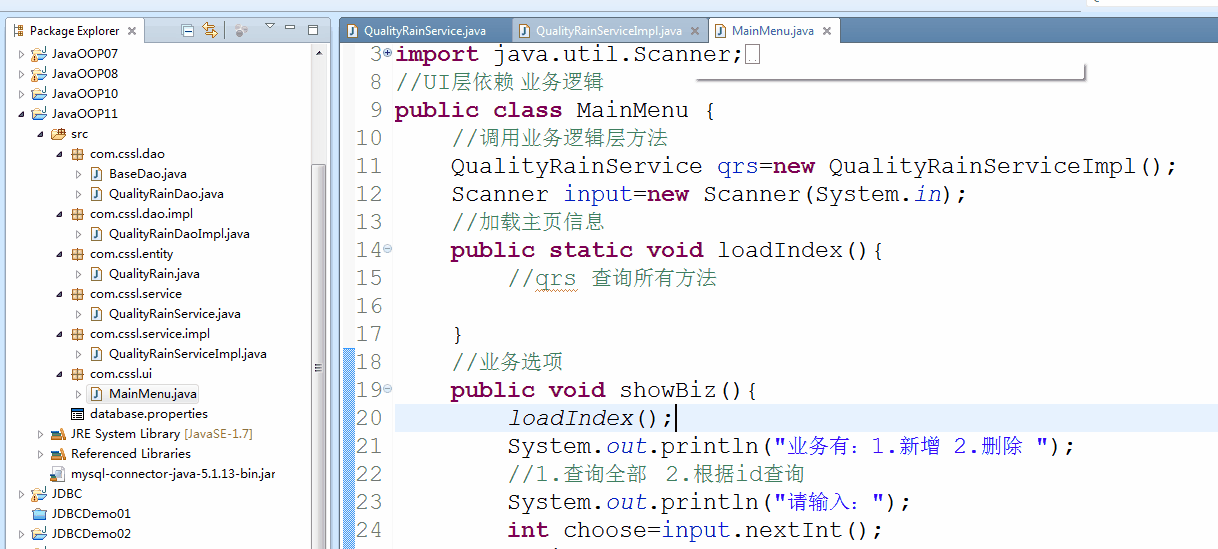 Package Explorer
JavaOOP07
JavaOOP08
JavaOOP10
JavaOOP11
src
com.cssl.dao
BaseDao.java
QualityRainDao.java
com.cssl.dao.impl
QualityRainDaoImpl.java
com.cssl.entity
QualityRain.java
com.cssl.service
QualityRainService.java
com.cssl.service.impl
QualityRainServiceImpl.java
com.cssl.ui
MainMenu.java
database.properties
JRE System Library [JavaSE-1.7]
Referenced Libraries
mysql-connector-java-5.1.13-bin.jar
JDBC
JDBCDemo01
JDBCDemo02
QualityRainService.java QualityRainServiceImpl.java MainMenu.java
3 import java.util.Scanner;
8 //UI层依赖 业务逻辑
9 public class MainMenu {
10 //调用业务逻辑层方法
11 QualityRainService qrs=new QualityRainServiceImpl();
12 Scanner input=new Scanner(System.in);
13 //加载主页信息
14 public static void loadIndex(){
15 //qrs 查询所有方法
16
17 }
18 //业务选项
19 public void showBiz(){
20 loadIndex();
21 System.out.println("业务有：1.新增 2.删除 ");
22 //1.查询全部 2.根据id查询
23 System.out.println("请输入：");
24 int choose=input.nextInt();